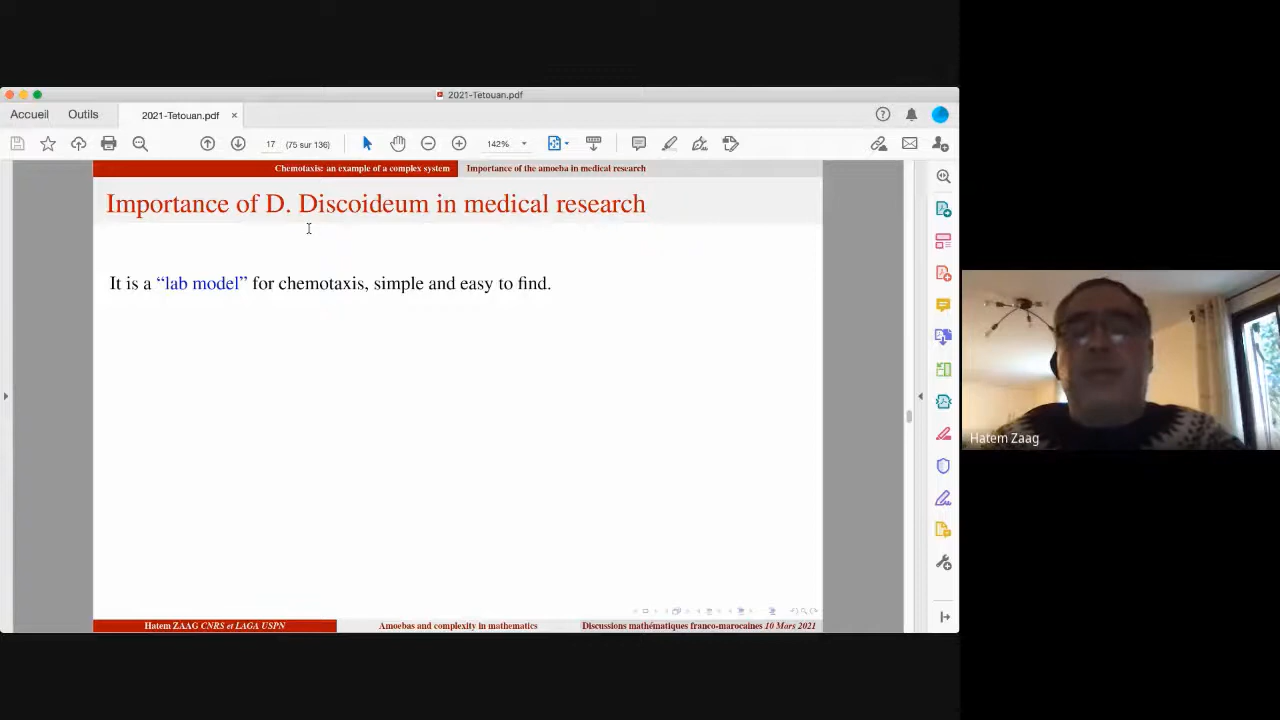 2021-Tetouan.pdf
Accueil
Outils
2021-Tetouan.pdf
17
(75 sur 136)
142%
Chemotaxis: an example of a complex system
Importance of the amoeba in medical research
Importance of D. Discoideum in medical research
It is a “lab model” for chemotaxis, simple and easy to find.
Hatem Zaag
Hatem ZAAG CNRS et LAGA USPN
Amoebas and complexity in mathematics
Discussions mathématiques franco-marocaines 10 Mars 2021